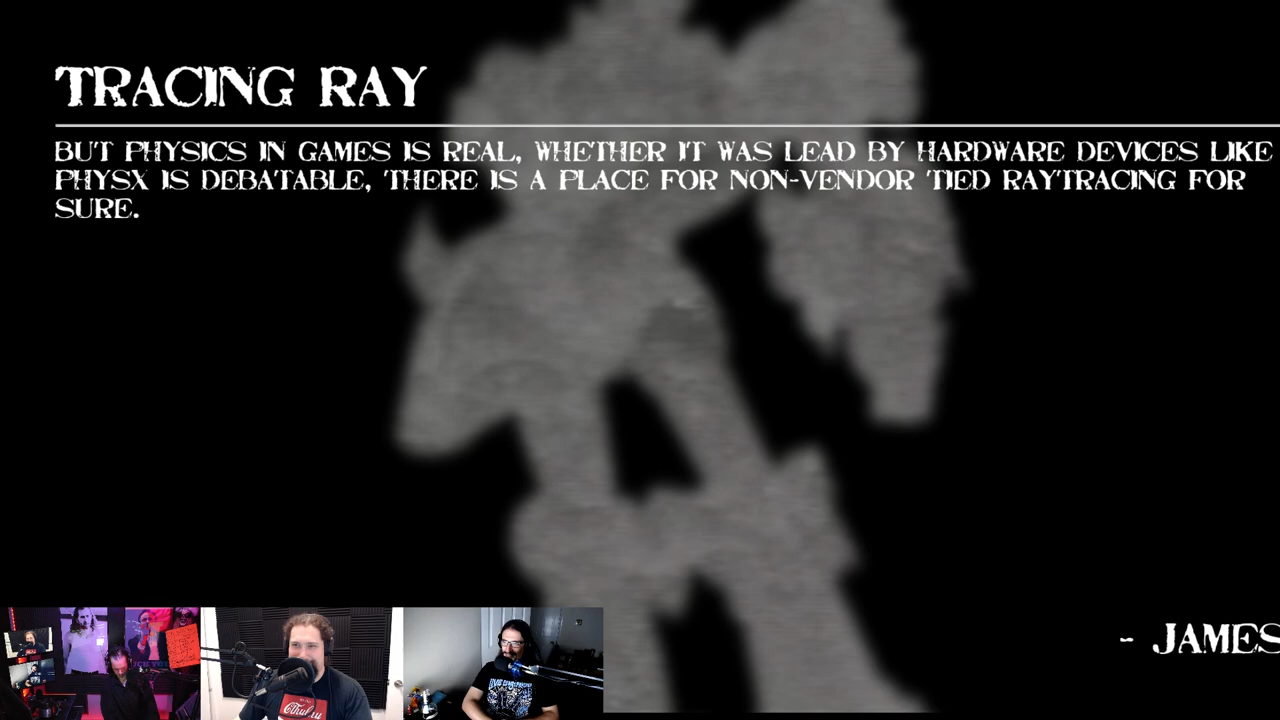 TRACING RAY
BUT PHYSICS IN GAMES IS REAL, WHETHER IT WAS LEAD BY HARDWARE DEVICES LIKE
PHYSX IS DEBATABLE, THERE IS A PLACE FOR NON-VENDOR TIED RAYTRACING FOR
SURE.
- JAMES